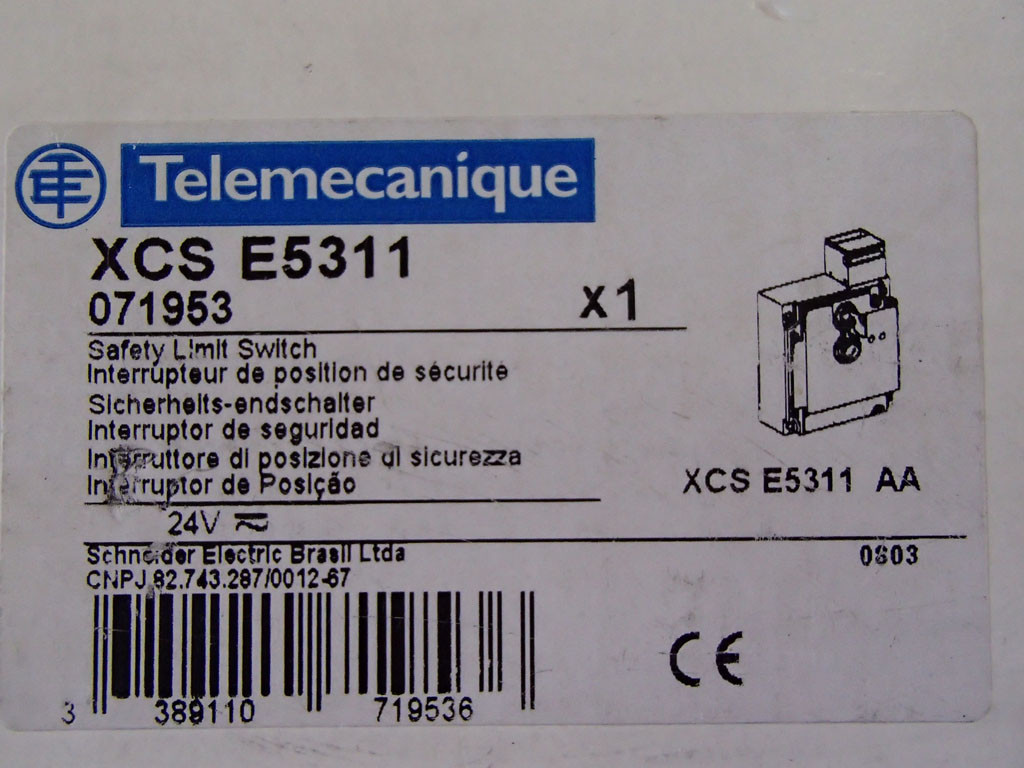 Telemecanique
XCS E5311
071953 x1
Safety Limit Switch
Interrupteur de position de sécurité
Sicherheits-endschalter
Interruptor de seguridad
Interruttore di posizione di sicurezza
Interruptor de Posição
XCS E5311 AA
24V
Schneider Electric Brasil Ltda
0603
CNPJ 82.743.287/0012-67
CE
3 389110 719536